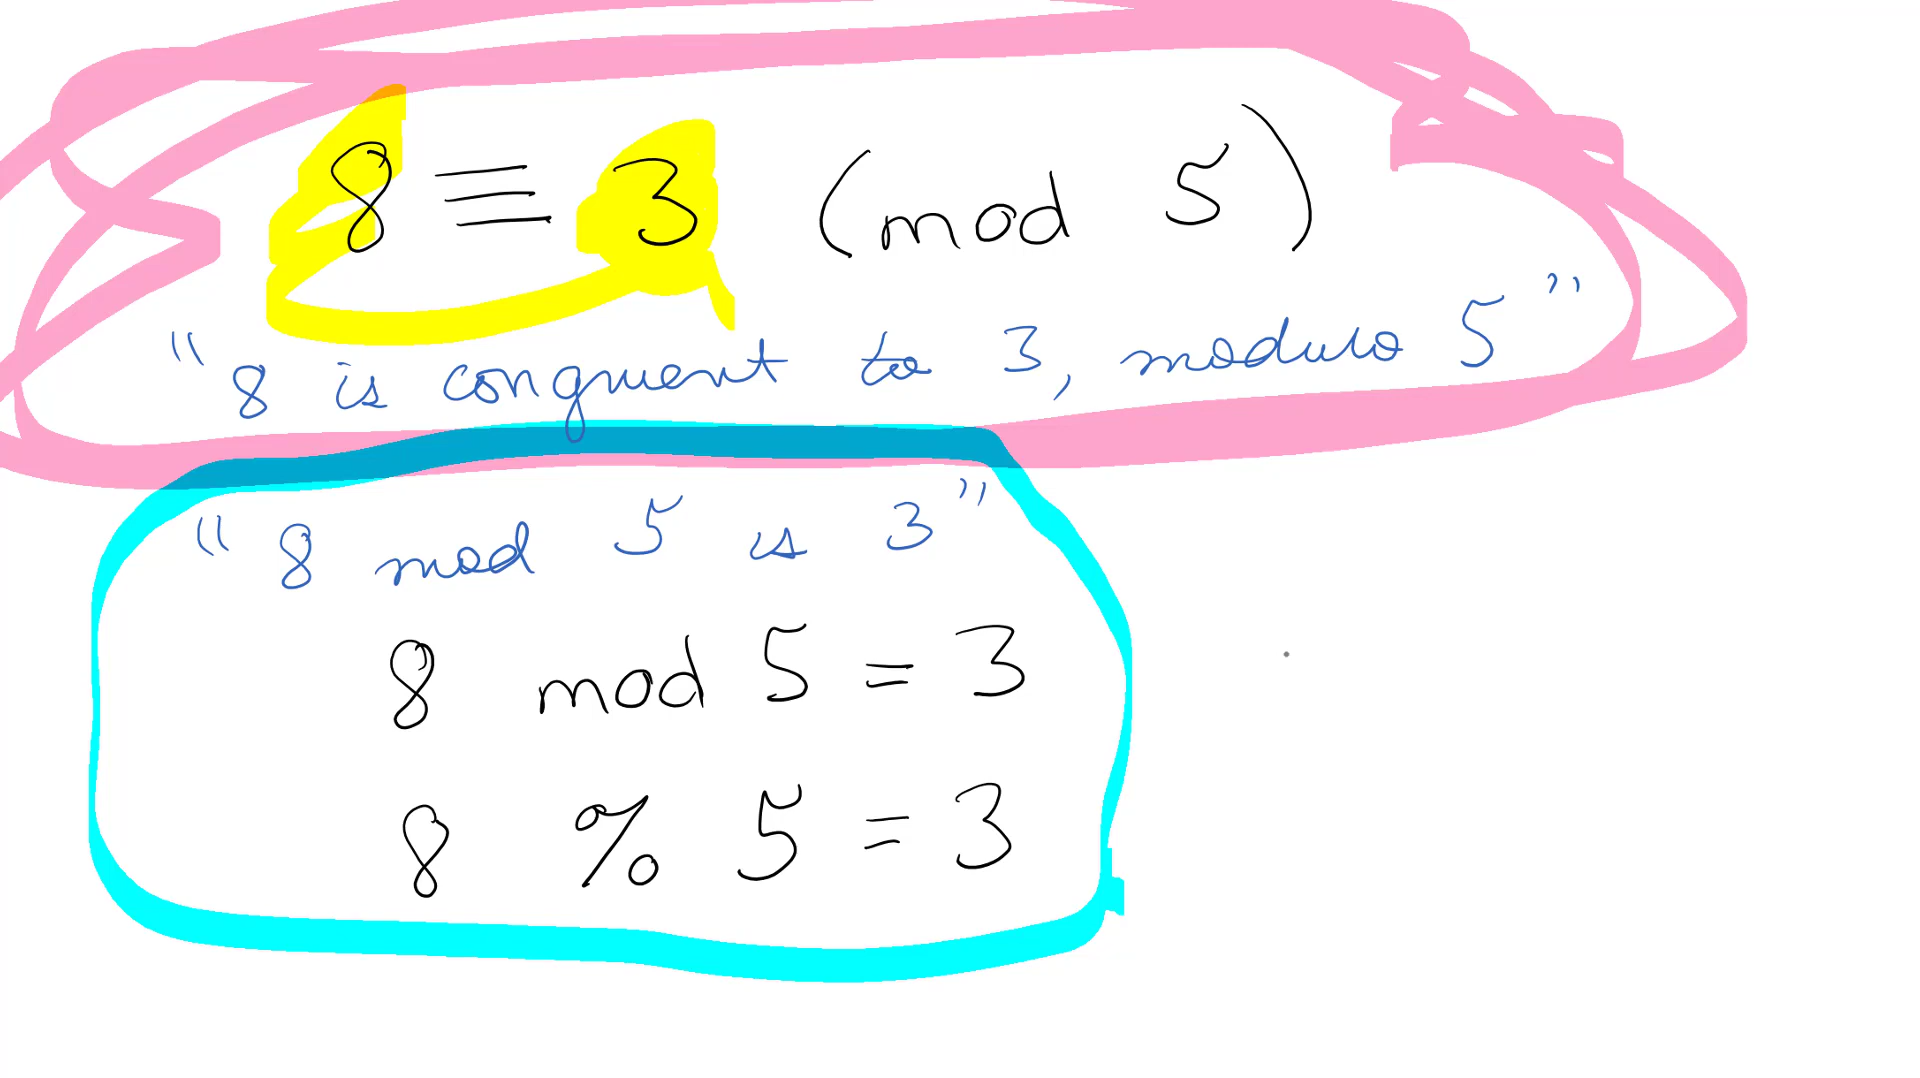 8 ≡ 3 (mod 5)
"8 is congruent to 3, modulo 5"
"8 mod 5 is 3"
8 mod 5 = 3
8 % 5 = 3